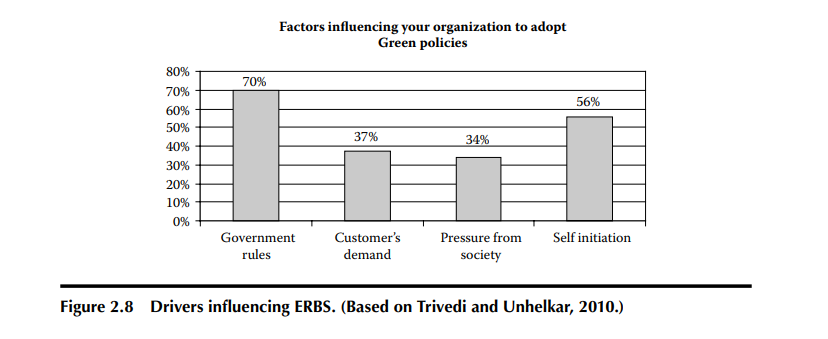 Factors influencing your organization to adopt
Green policies
80%
70%
60%
50%
40%
30%
20%
10%
0%
70%
37%
34%
56%
Government
rules
Customer's
demand
Pressure from
society
Self initiation
Figure 2.8 Drivers influencing ERBS. (Based on Trivedi and Unhelkar, 2010.)